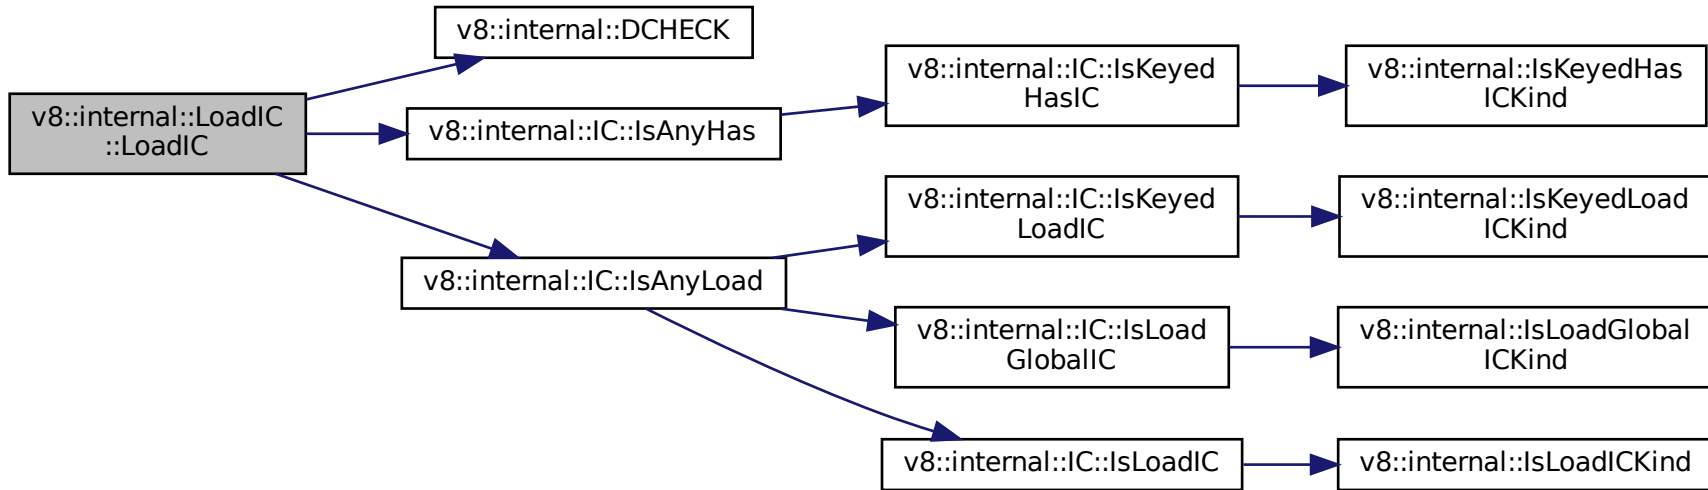 v8::internal::LoadIC
::LoadIC
v8::internal::DCHECK
v8::internal::IC::IsAnyHas
v8::internal::IC::IsKeyed
HasIC
v8::internal::IsKeyedHas
ICKind
v8::internal::IC::IsAnyLoad
v8::internal::IC::IsKeyed
LoadIC
v8::internal::IsKeyedLoad
ICKind
v8::internal::IC::IsLoad
GlobalIC
v8::internal::IsLoadGlobal
ICKind
v8::internal::IC::IsLoadIC
v8::internal::IsLoadICKind